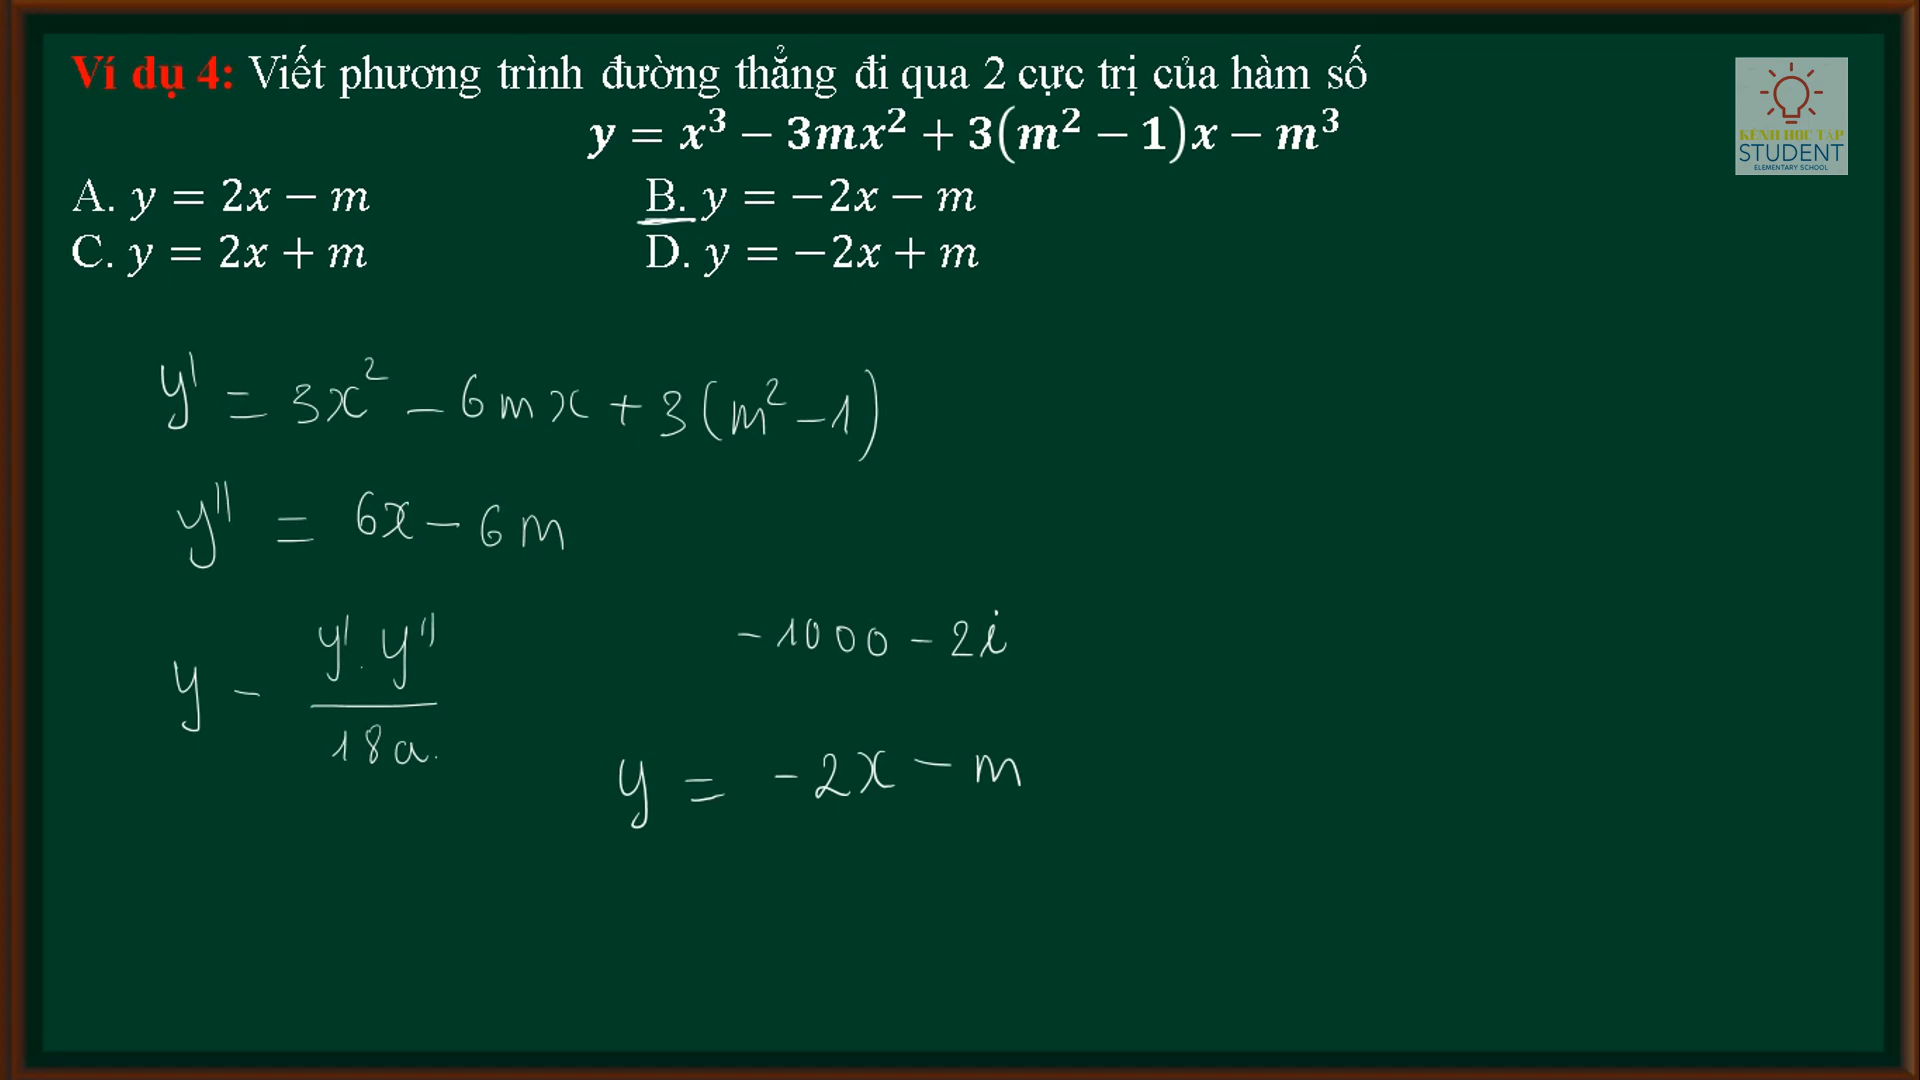 Ví dụ 4: Viết phương trình đường thẳng đi qua 2 cực trị của hàm số
y = x³ − 3mx² + 3(m² − 1)x − m³
A. y = 2x − m B. y = −2x − m
C. y = 2x + m D. y = −2x + m
KÊNH HỌC TẬP
STUDENT
ELEMENTARY SCHOOL
y' = 3x² − 6mx + 3(m² − 1)
y'' = 6x − 6m
y − y'.y''/18a.
−1000 − 2i
y = −2x − m